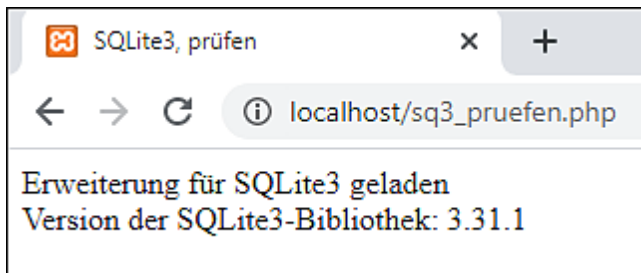 SQLite3, prüfen
localhost/sq3_pruefen.php
Erweiterung für SQLite3 geladen
Version der SQLite3-Bibliothek: 3.31.1